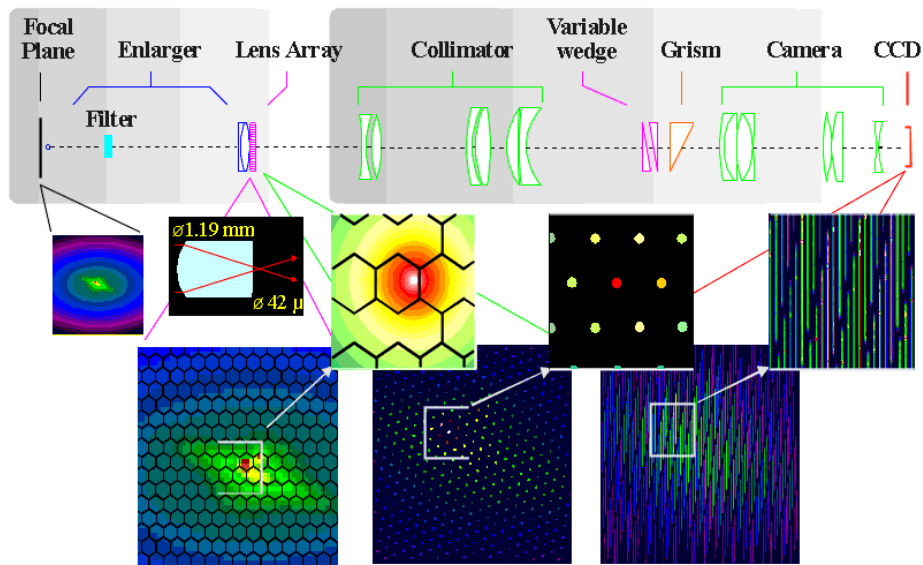 Focal
Plane
Enlarger
Lens Array
Collimator
Variable
wedge
Grism
Camera
CCD
Filter
ø1.19 mm
ø 42 µ